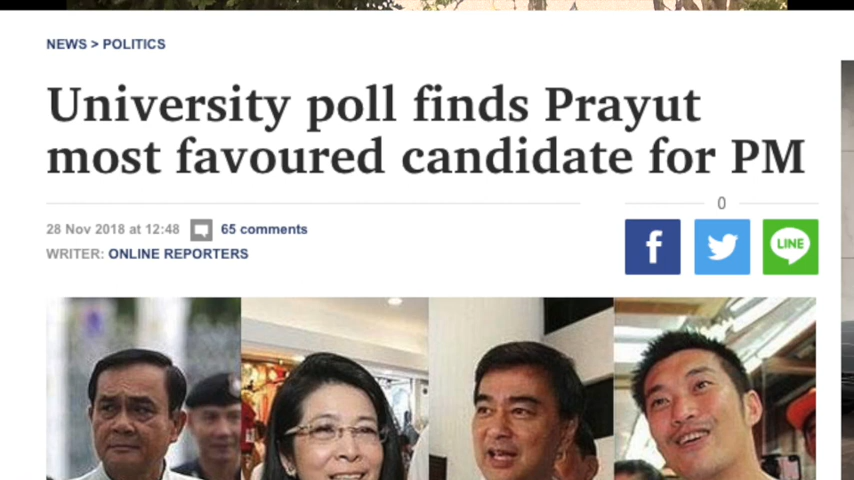 NEWS > POLITICS
University poll finds Prayut
most favoured candidate for PM
0
28 Nov 2018 at 12:48 65 comments
WRITER: ONLINE REPORTERS
f
LINE